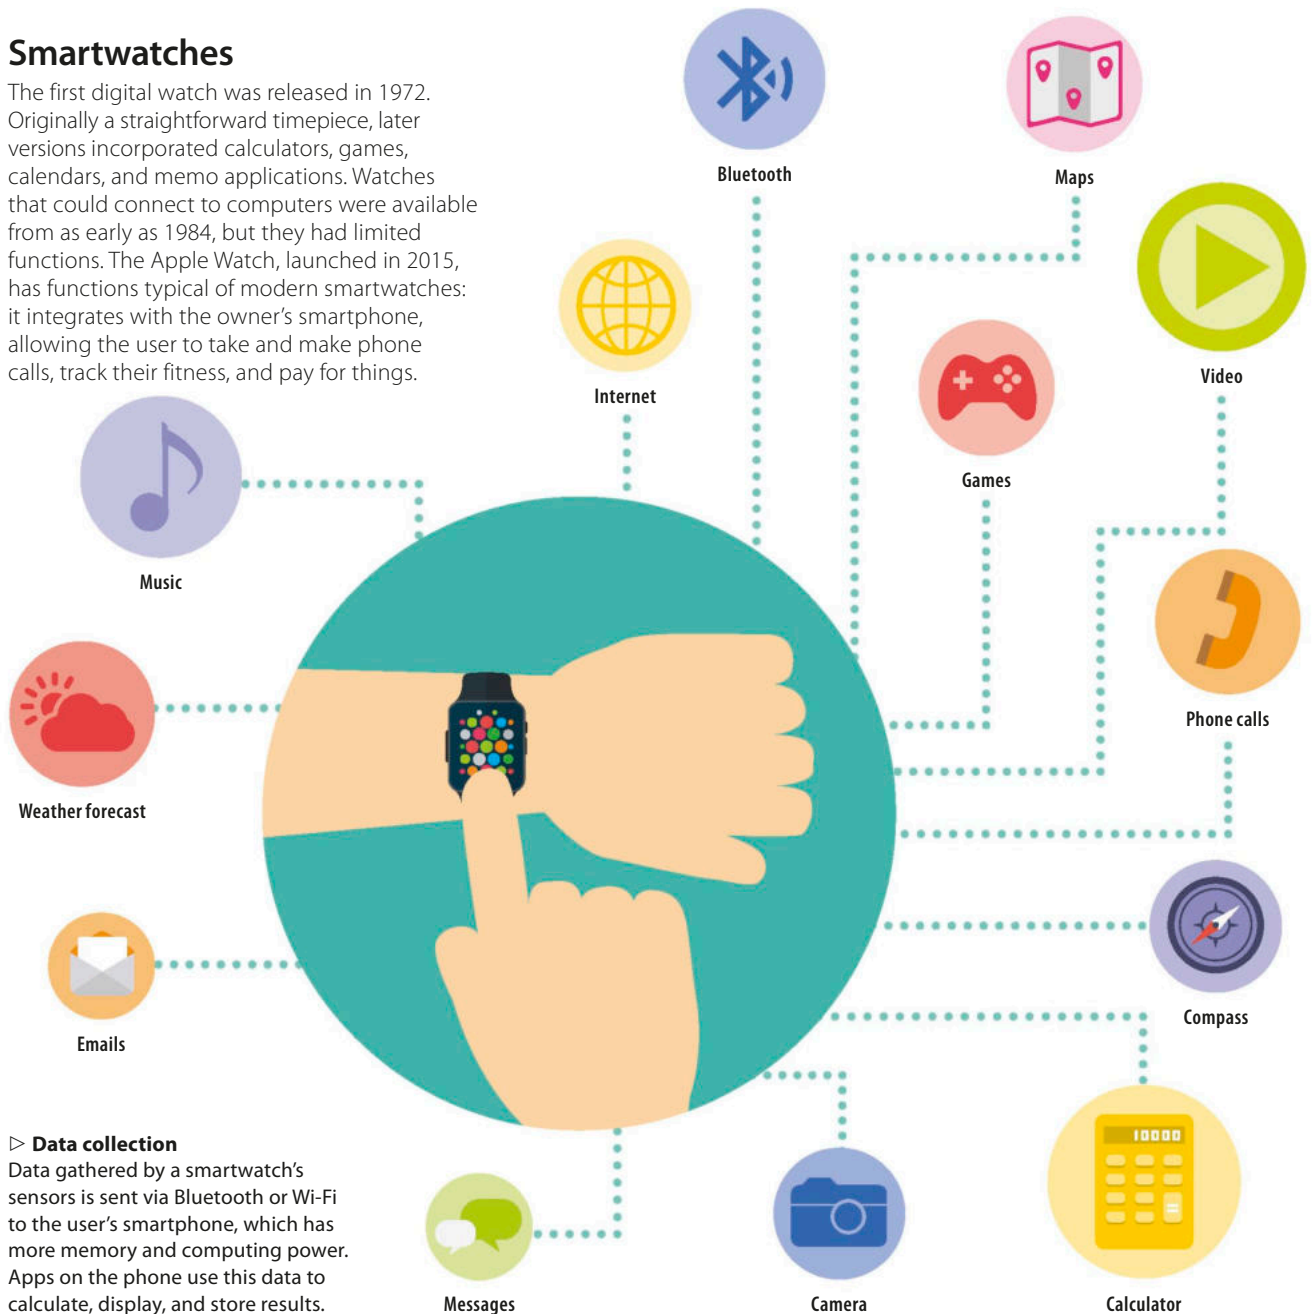 Smartwatches
The first digital watch was released in 1972.
Originally a straightforward timepiece, later
versions incorporated calculators, games,
calendars, and memo applications. Watches
that could connect to computers were available
from as early as 1984, but they had limited
functions. The Apple Watch, launched in 2015,
has functions typical of modern smartwatches:
it integrates with the owner’s smartphone,
allowing the user to take and make phone
calls, track their fitness, and pay for things.
Bluetooth
Maps
Internet
Video
Games
Music
Phone calls
Weather forecast
Compass
Emails
10000
▷ Data collection
Data gathered by a smartwatch’s
sensors is sent via Bluetooth or Wi-Fi
to the user’s smartphone, which has
more memory and computing power.
Apps on the phone use this data to
calculate, display, and store results.
Messages
Camera
Calculator